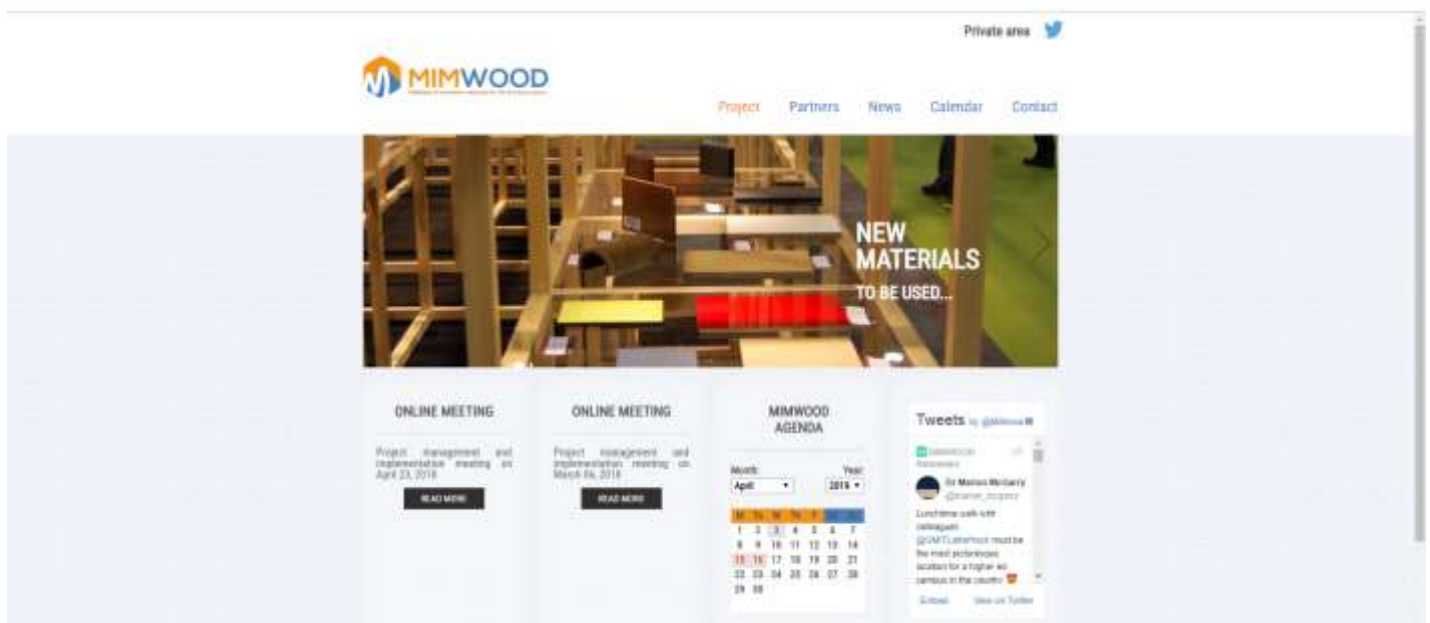 Private area
MIMWOOD
Project Partners News Calendar Contact
NEW
MATERIALS
TO BE USED...
ONLINE MEETING
Project management and
implementation meeting on
April 23, 2018
READ MORE
ONLINE MEETING
Project management and
implementation meeting on
March 06, 2018
READ MORE
MIMWOOD
AGENDA
Month: Year:
April 2019
1 2 3 4 5 6 7
8 9 10 11 12 13 14
15 16 17 18 19 20 21
22 23 24 25 26 27 28
29 30
Tweets by
Dr Marion McGarry
Lunchtime walk with
colleagues
@GMITLetterfrack must be
the most picturesque
location for a higher ed
campus in the country
Embed View on Twitter